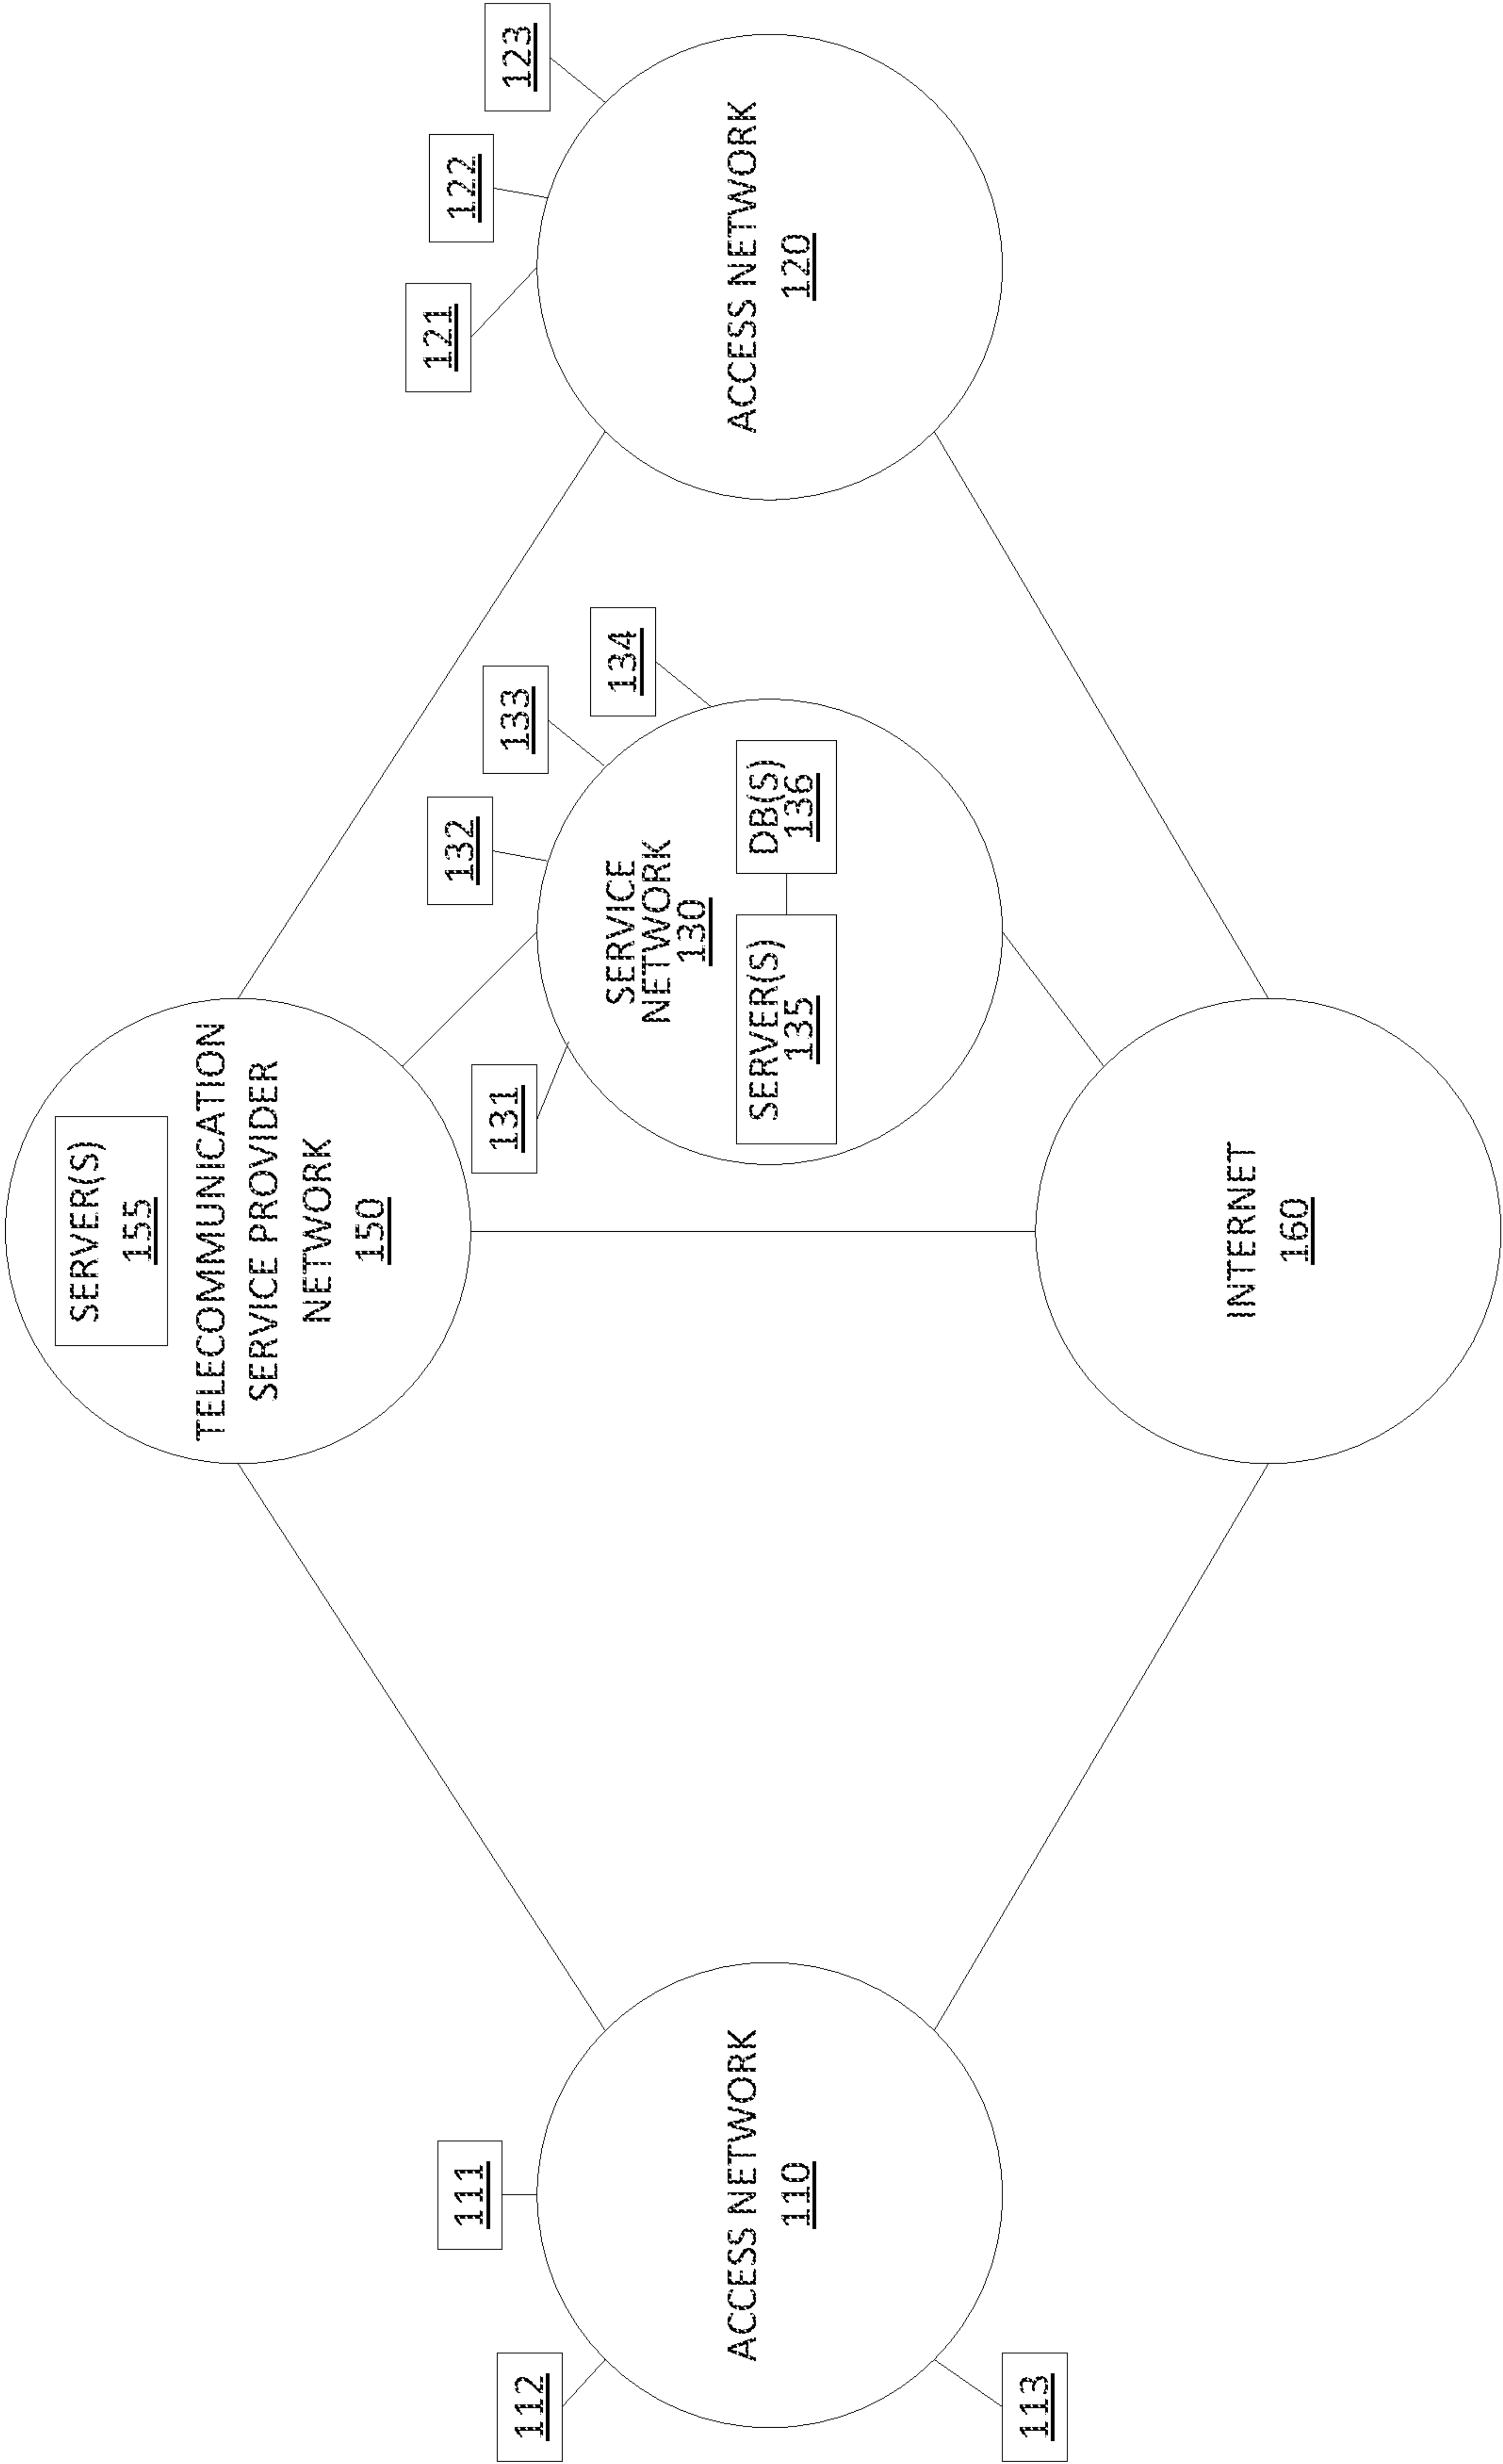 SERVER(S)
155
TELECOMMUNICATION
SERVICE PROVIDER
NETWORK
150
112
111
131
132
133
134
121
122
123
ACCESS NETWORK
110
113
SERVICE
NETWORK
130
SERVER(S)
135
DB(S)
136
ACCESS NETWORK
120
INTERNET
160